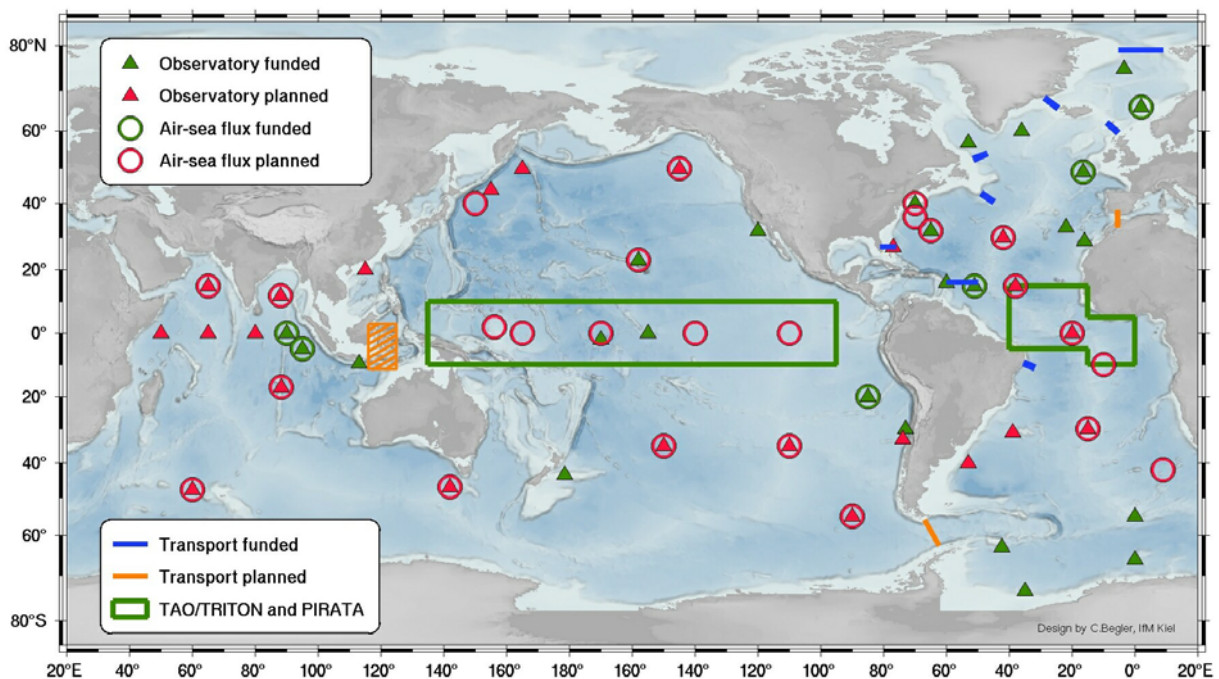 80°N
60°
40°
20°
0°
20°
40°
60°
80°S
Observatory funded
Observatory planned
Air-sea flux funded
Air-sea flux planned
Transport funded
Transport planned
TAO/TRITON and PIRATA
Design by C.Begler, IfM Kiel
20°E 40° 60° 80° 100° 120° 140° 160° 180° 160° 140° 120° 100° 80° 60° 40° 20° 0° 20°E